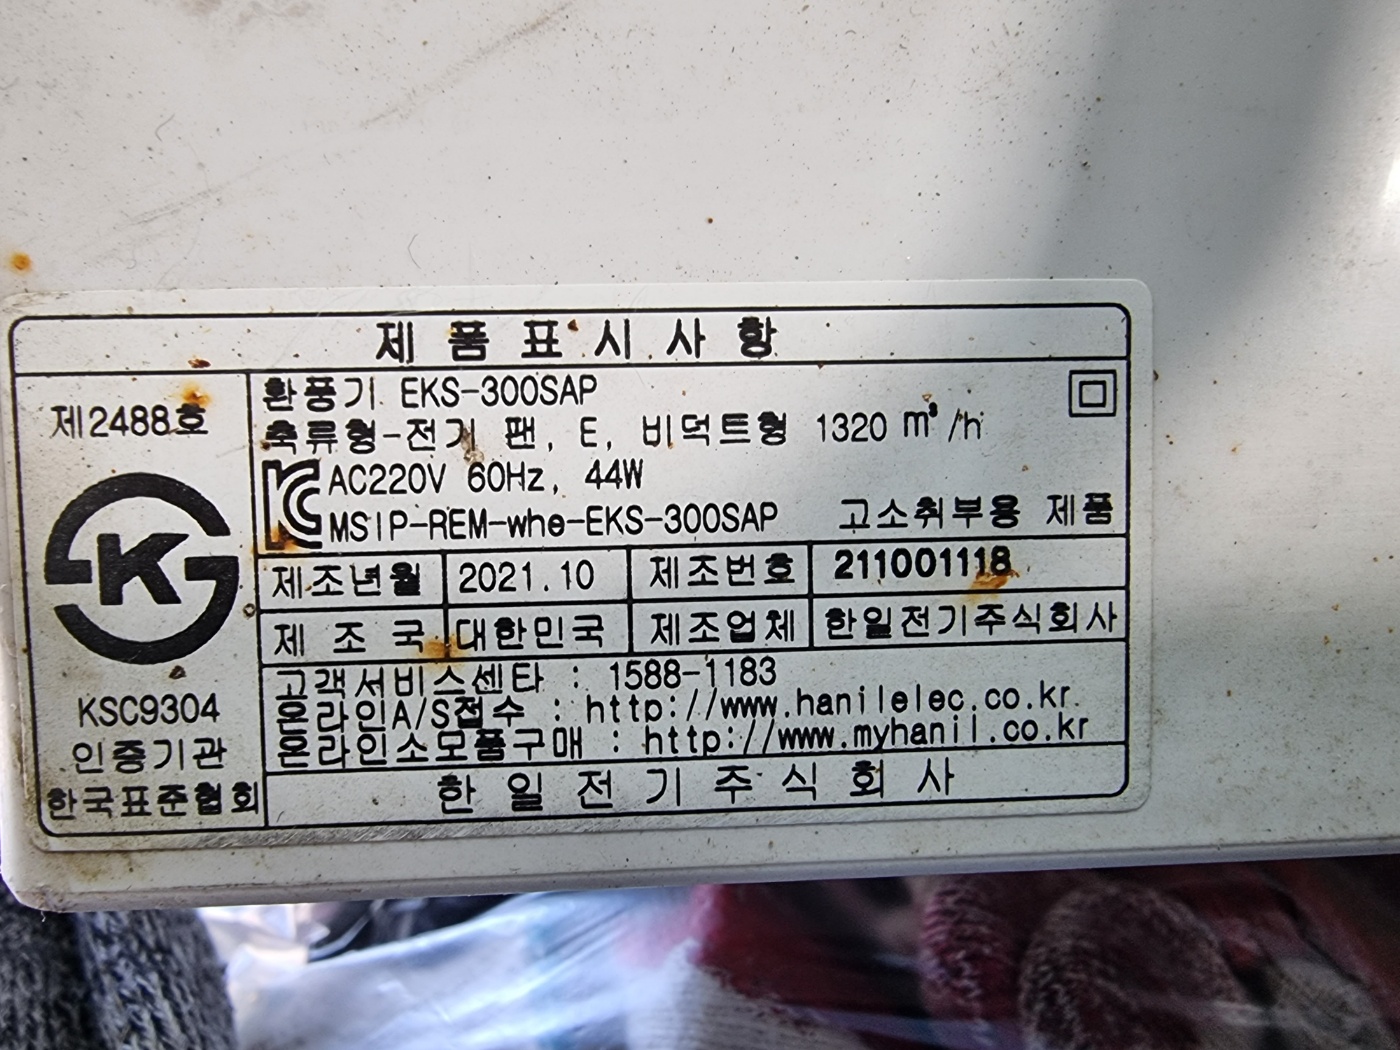 제품표시사항
제2488호
K
KSC9304
인증기관
한국표준협회
환풍기 EKS-300SAP
축류형-전기 팬, E, 비덕트형 1320 m³/h
AC220V 60Hz, 44W
MSIP-REM-whe-EKS-300SAP 고소취부용 제품
제조년월 2021.10 제조번호 211001118
제조국 대한민국 제조업체 한일전기주식회사
고객서비스센타 : 1588-1183
온라인A/S접수 : http://www.hanilelec.co.kr
온라인소모품구매 : http://www.myhanil.co.kr
한일전기주식회사